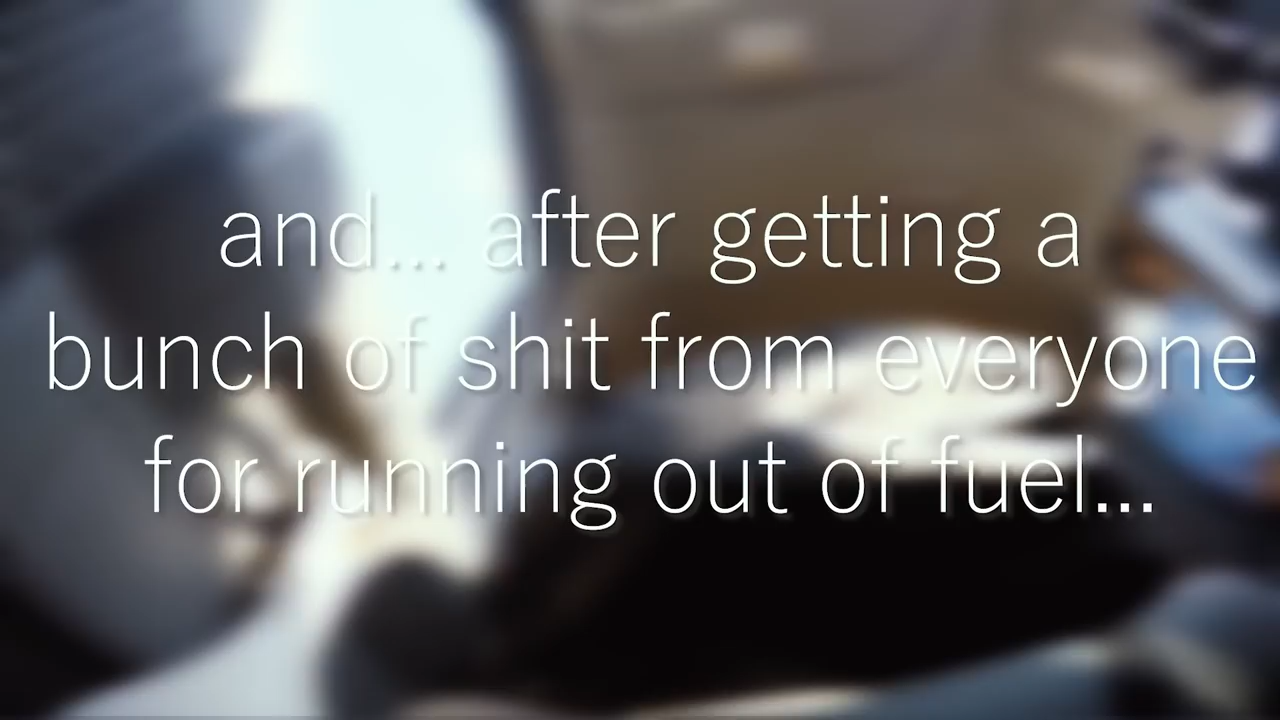 and... after getting a
bunch of shit from everyone
for running out of fuel...